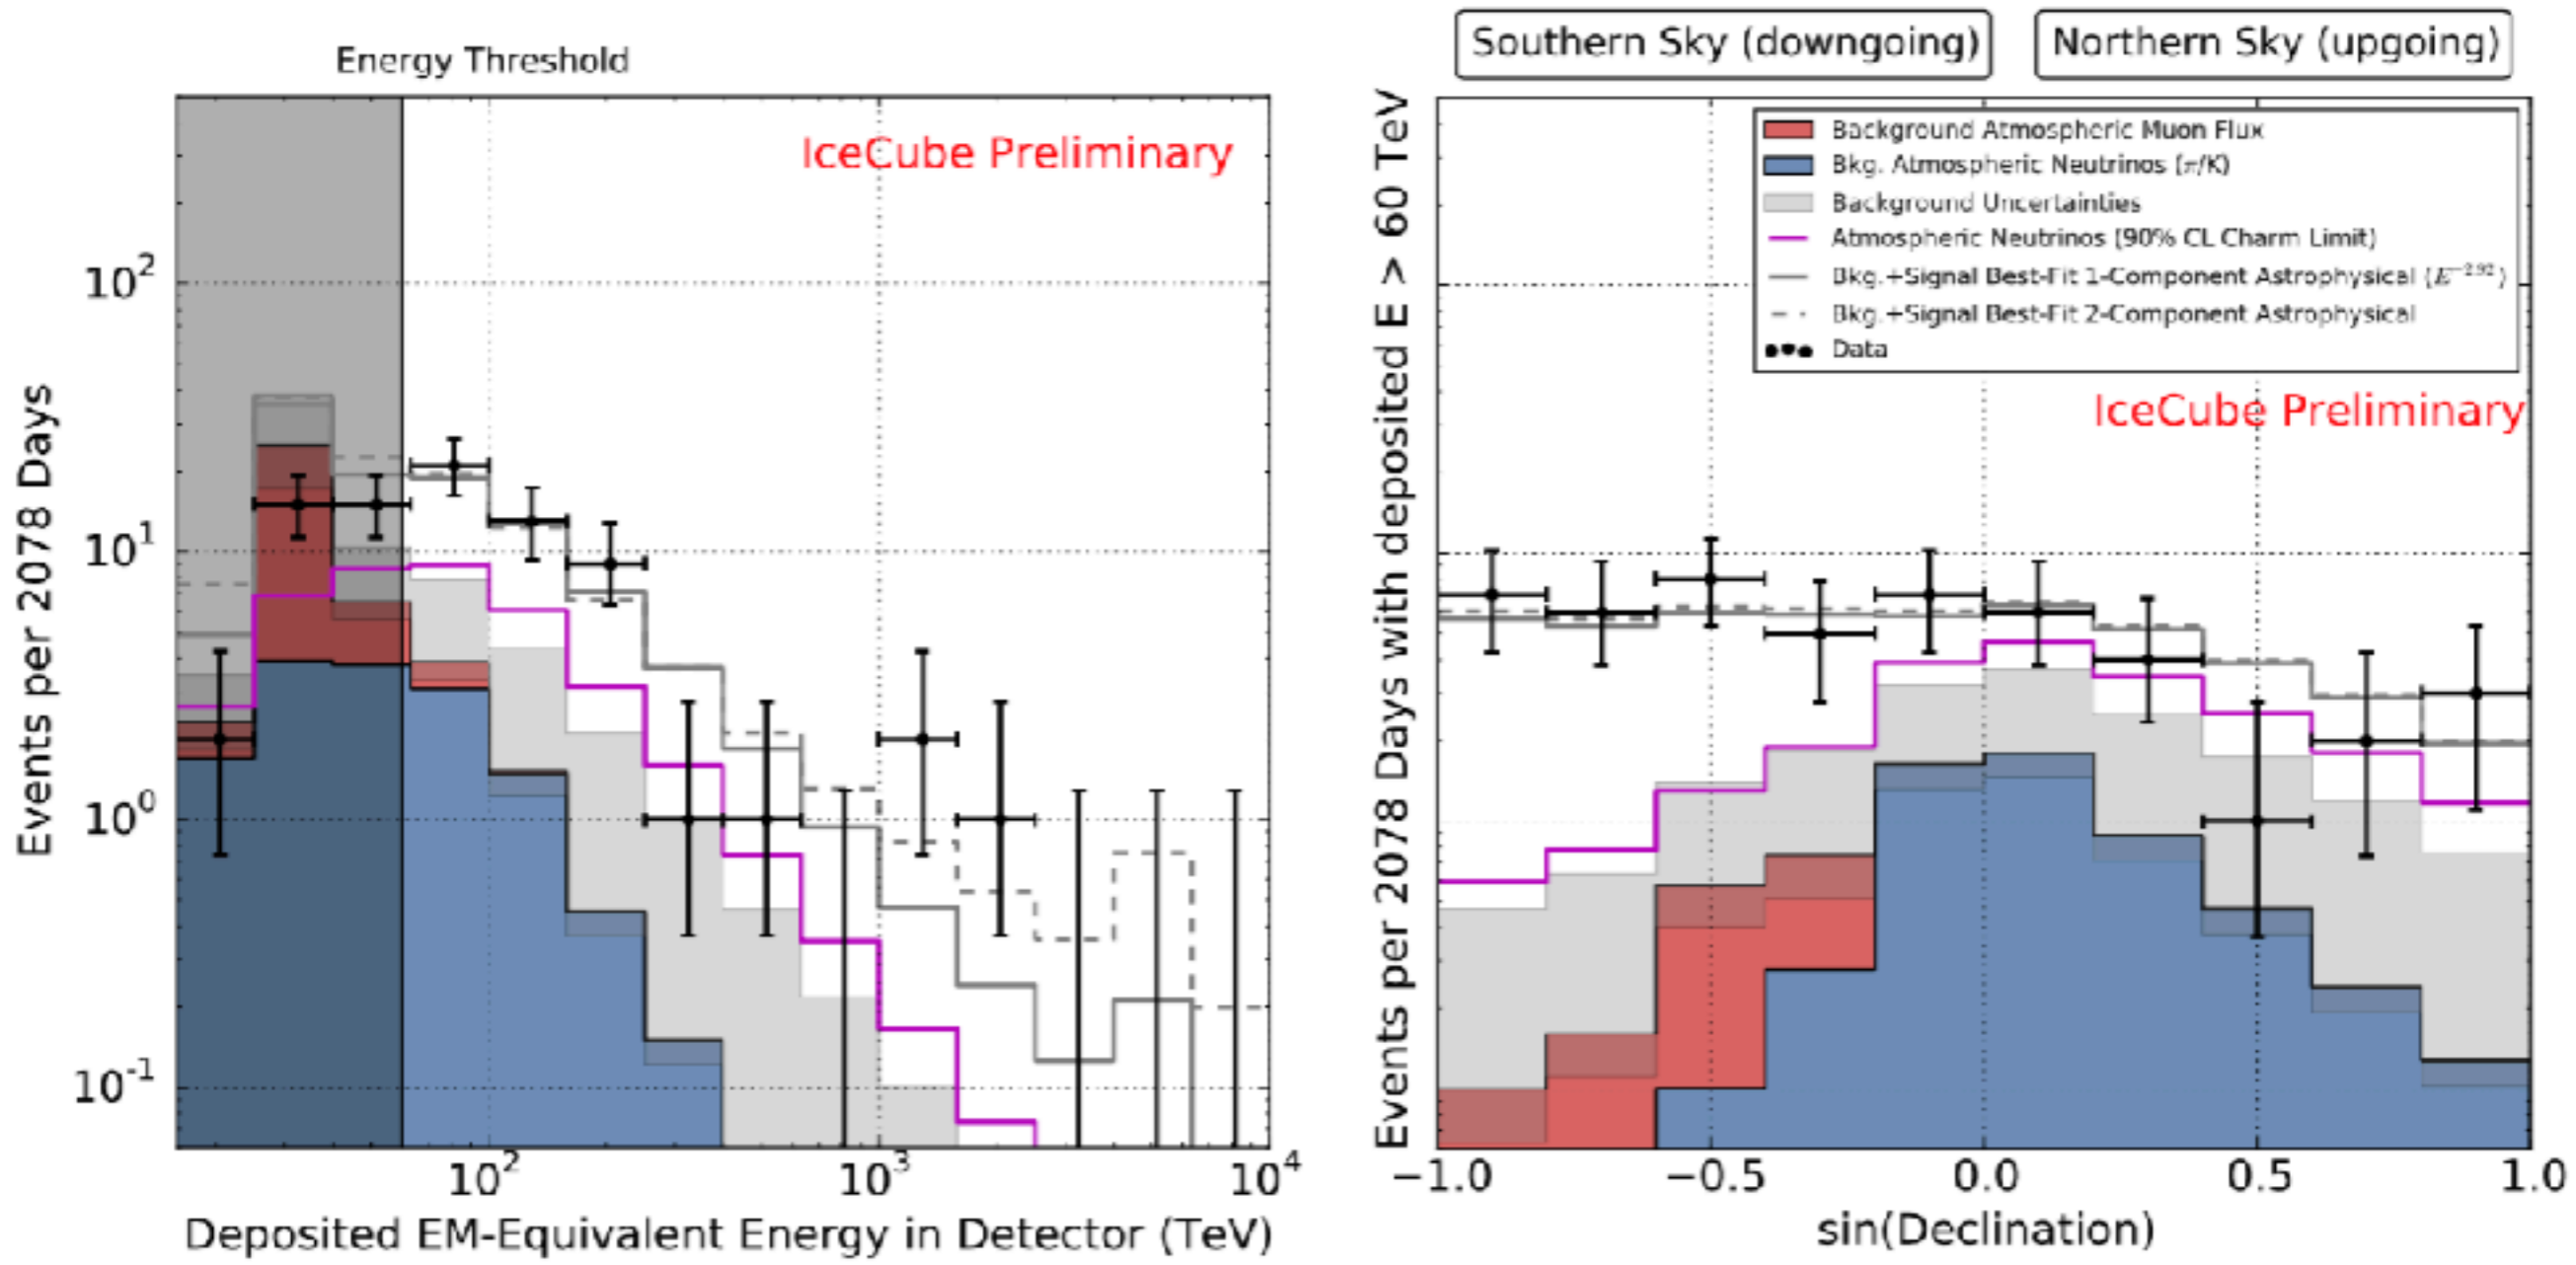 Energy Threshold
IceCube Preliminary
Events per 2078 Days
10²
10¹
10⁰
10⁻¹
10²
10³
10⁴
Deposited EM-Equivalent Energy in Detector (TeV)
Southern Sky (downgoing)
Northern Sky (upgoing)
Background Atmospheric Muon Flux
Bkg. Atmospheric Neutrinos (π/K)
Background Uncertainties
Atmospheric Neutrinos (90% CL Charm Limit)
Bkg.+Signal Best-Fit 1-Component Astrophysical (E⁻²·⁹²)
Bkg.+Signal Best-Fit 2-Component Astrophysical
Data
IceCube Preliminary
Events per 2078 Days with deposited E > 60 TeV
−1.0
−0.5
0.0
0.5
1.0
sin(Declination)